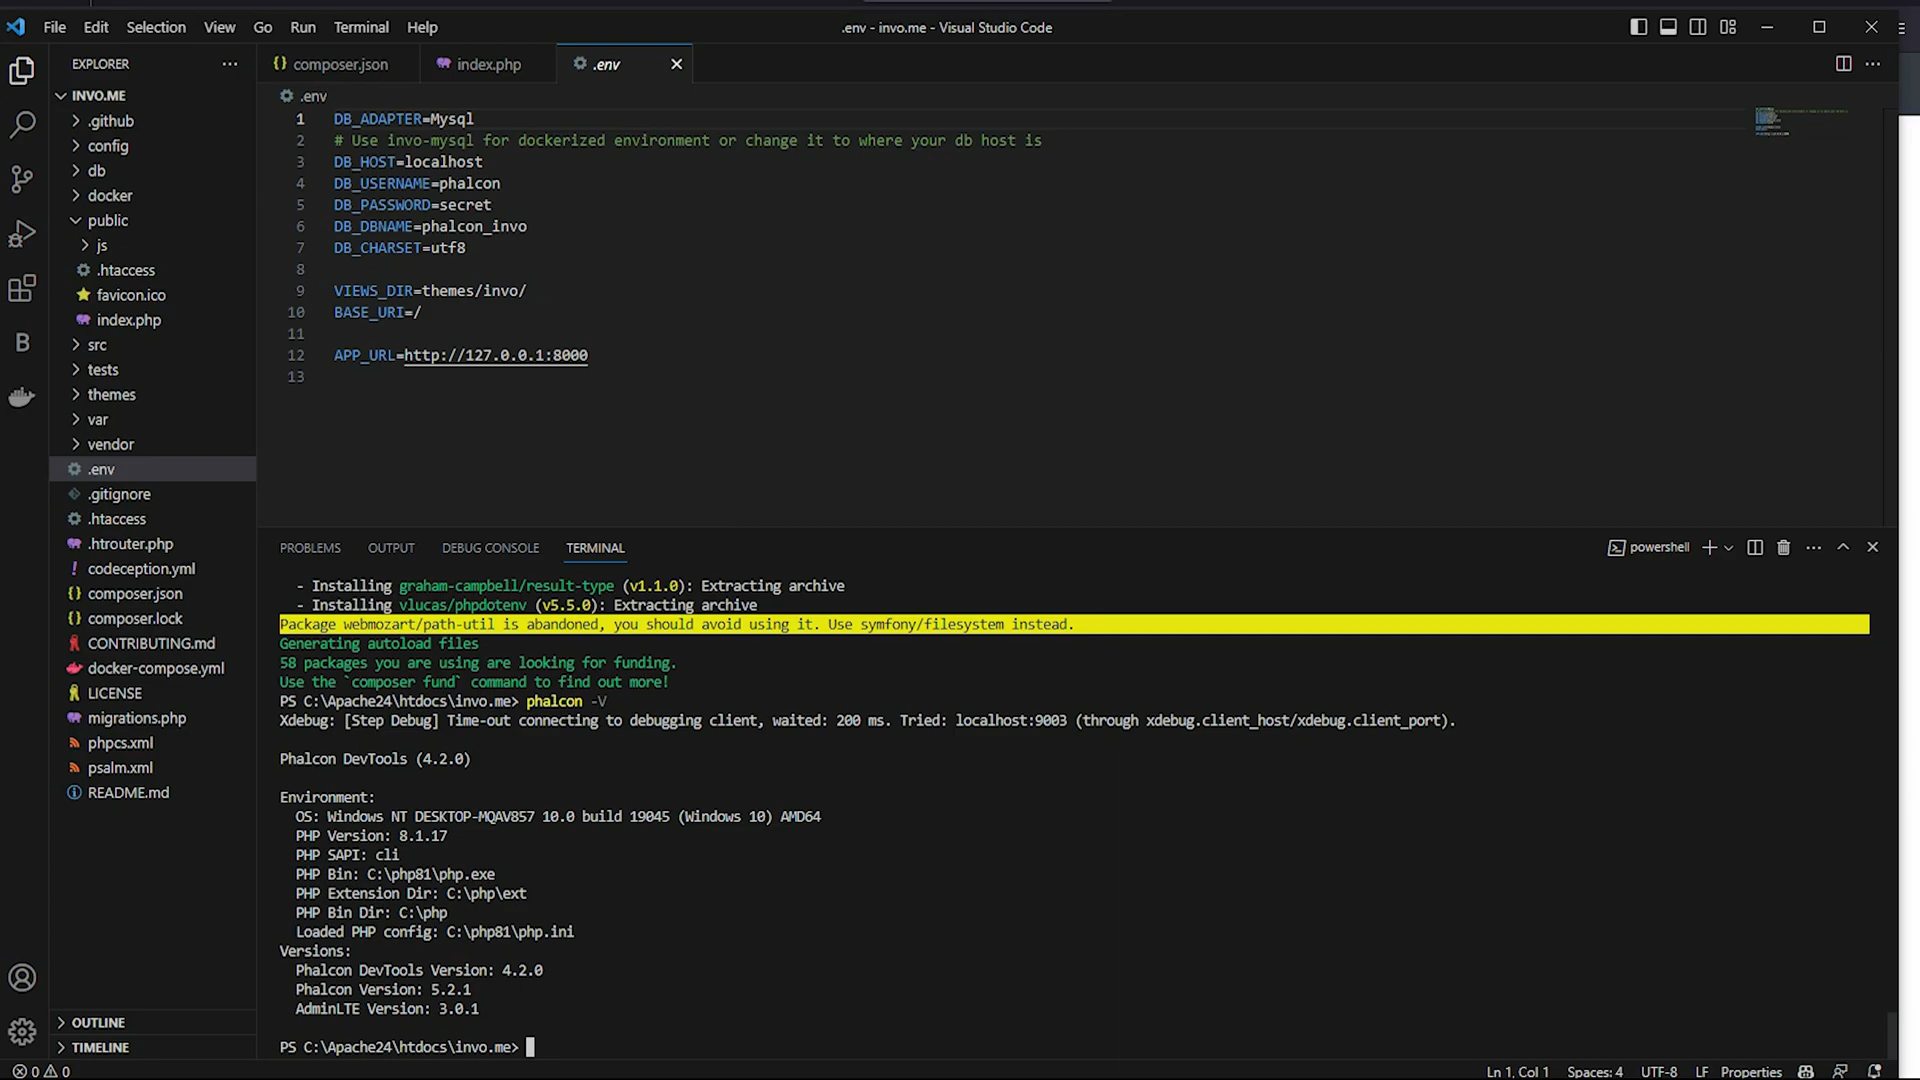 File Edit Selection View Go Run Terminal Help
.env - invo.me - Visual Studio Code
EXPLORER
INVO.ME
.github
config
db
docker
public
js
.htaccess
favicon.ico
index.php
src
tests
themes
var
vendor
.env
.gitignore
.htaccess
.htrouter.php
codeception.yml
composer.json
composer.lock
CONTRIBUTING.md
docker-compose.yml
LICENSE
migrations.php
phpcs.xml
psalm.xml
README.md
OUTLINE
TIMELINE
composer.json index.php .env
.env
1 DB_ADAPTER=Mysql
2 # Use invo-mysql for dockerized environment or change it to where your db host is
3 DB_HOST=localhost
4 DB_USERNAME=phalcon
5 DB_PASSWORD=secret
6 DB_DBNAME=phalcon_invo
7 DB_CHARSET=utf8
8
9 VIEWS_DIR=themes/invo/
10 BASE_URI=/
11
12 APP_URL=http://127.0.0.1:8000
13
PROBLEMS OUTPUT DEBUG CONSOLE TERMINAL
powershell
- Installing graham-campbell/result-type (v1.1.0): Extracting archive
- Installing vlucas/phpdotenv (v5.5.0): Extracting archive
Package webmozart/path-util is abandoned, you should avoid using it. Use symfony/filesystem instead.
Generating autoload files
58 packages you are using are looking for funding.
Use the `composer fund` command to find out more!
PS C:\Apache24\htdocs\invo.me> phalcon -V
Xdebug: [Step Debug] Time-out connecting to debugging client, waited: 200 ms. Tried: localhost:9003 (through xdebug.client_host/xdebug.client_port).
Phalcon DevTools (4.2.0)
Environment:
OS: Windows NT DESKTOP-MQAV857 10.0 build 19045 (Windows 10) AMD64
PHP Version: 8.1.17
PHP SAPI: cli
PHP Bin: C:\php81\php.exe
PHP Extension Dir: C:\php\ext
PHP Bin Dir: C:\php
Loaded PHP config: C:\php81\php.ini
Versions:
Phalcon DevTools Version: 4.2.0
Phalcon Version: 5.2.1
AdminLTE Version: 3.0.1
PS C:\Apache24\htdocs\invo.me>
0 0
Ln 1, Col 1 Spaces: 4 UTF-8 LF Properties